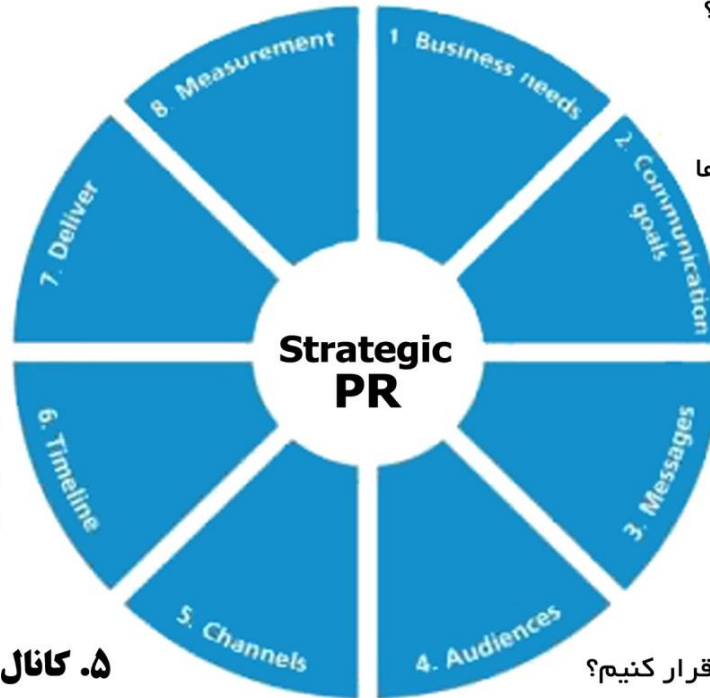 ؟
1 Business needs
2. Communication
goals
ها
3. Messages
4. Audiences
قرار کنیم؟
5. Channels
۵. کانال
6. Timeline
7. Deliver
8. Measurement
Strategic
PR